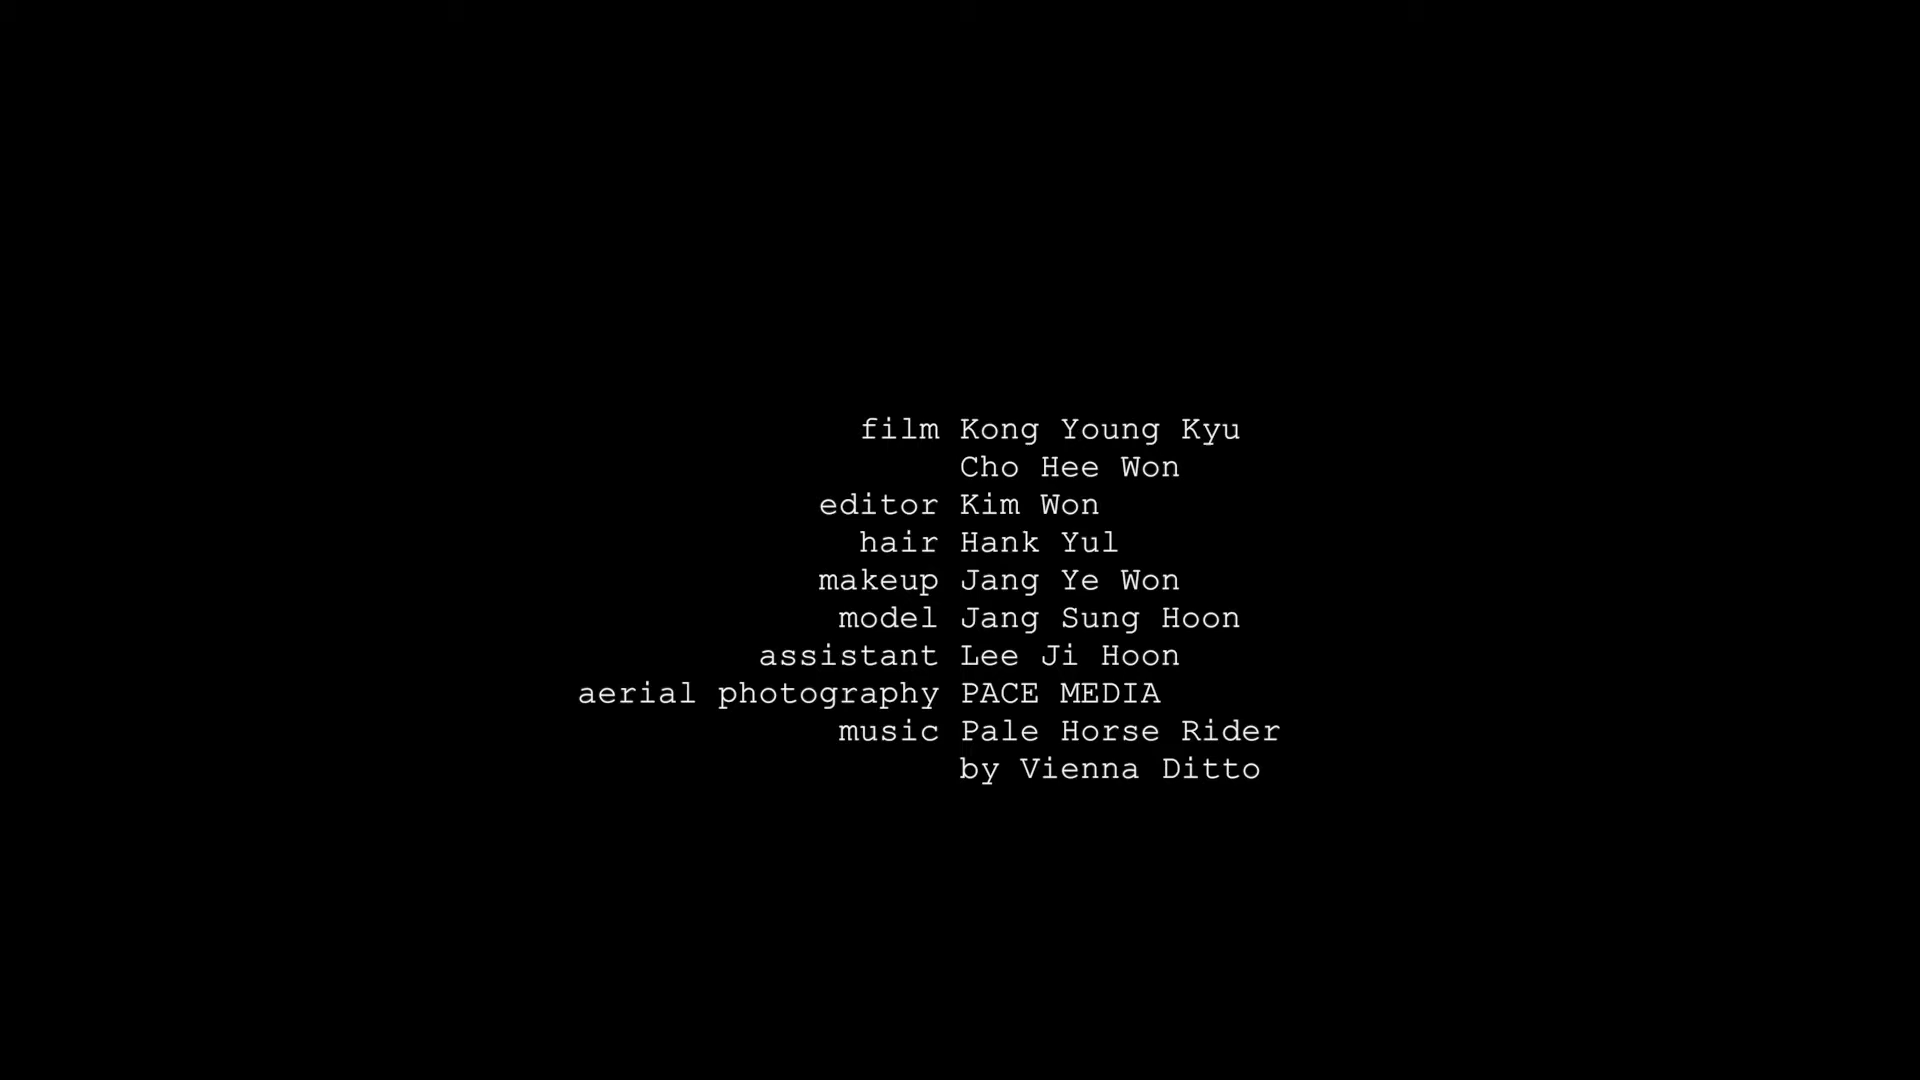 film Kong Young Kyu
Cho Hee Won
editor Kim Won
hair Hank Yul
makeup Jang Ye Won
model Jang Sung Hoon
assistant Lee Ji Hoon
aerial photography PACE MEDIA
music Pale Horse Rider
by Vienna Ditto